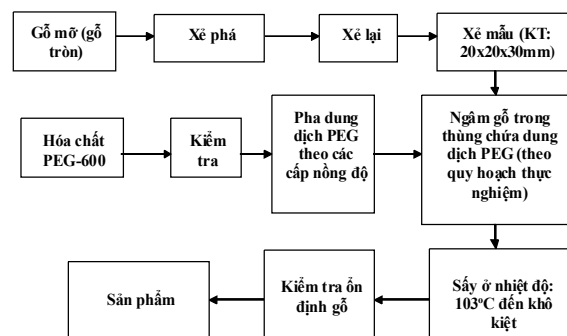 Gỗ mỡ (gỗ
tròn)
Xẻ phá
Xẻ lại
Xẻ mẫu (KT:
20x20x30mm)
Hóa chất
PEG-600
Kiểm
tra
Pha dung
dịch PEG
theo các
cấp nồng độ
Ngâm gỗ trong
thùng chứa dung
dịch PEG (theo
quy hoạch thực
nghiệm)
Sản phẩm
Kiểm tra ổn
định gỗ
Sấy ở nhiệt độ:
103ºC đến khô
kiệt